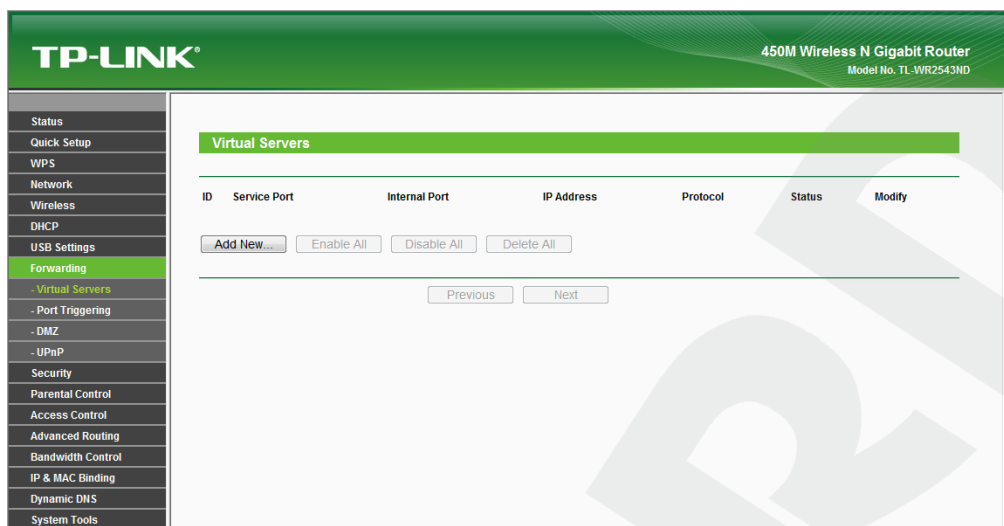 TP-LINK®
450M Wireless N Gigabit Router
Model No. TL-WR2543ND
Status
Quick Setup
WPS
Network
Wireless
DHCP
USB Settings
Forwarding
- Virtual Servers
- Port Triggering
- DMZ
- UPnP
Security
Parental Control
Access Control
Advanced Routing
Bandwidth Control
IP & MAC Binding
Dynamic DNS
System Tools
Virtual Servers
ID Service Port Internal Port IP Address Protocol Status Modify
Add New... Enable All Disable All Delete All
Previous Next